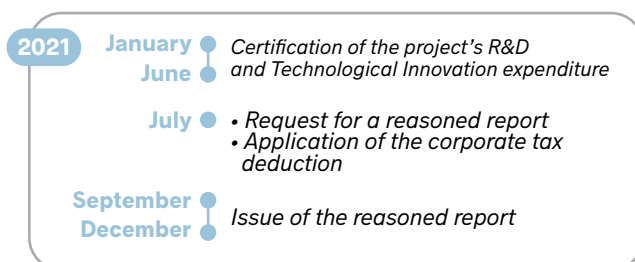 2021
January
June
Certification of the project's R&D
and Technological Innovation expenditure
July
• Request for a reasoned report
• Application of the corporate tax
deduction
September
December
Issue of the reasoned report